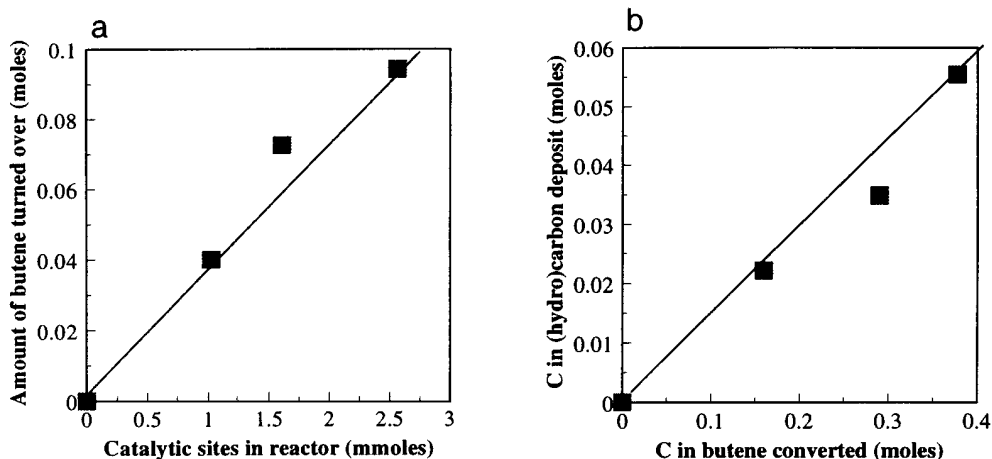 a
Amount of butene turned over (moles)
0.1
0.08
0.06
0.04
0.02
0
0 0.5 1 1.5 2 2.5 3
Catalytic sites in reactor (mmoles)
b
C in (hydro)carbon deposit (moles)
0.06
0.05
0.04
0.03
0.02
0.01
0
0 0.1 0.2 0.3 0.4
C in butene converted (moles)